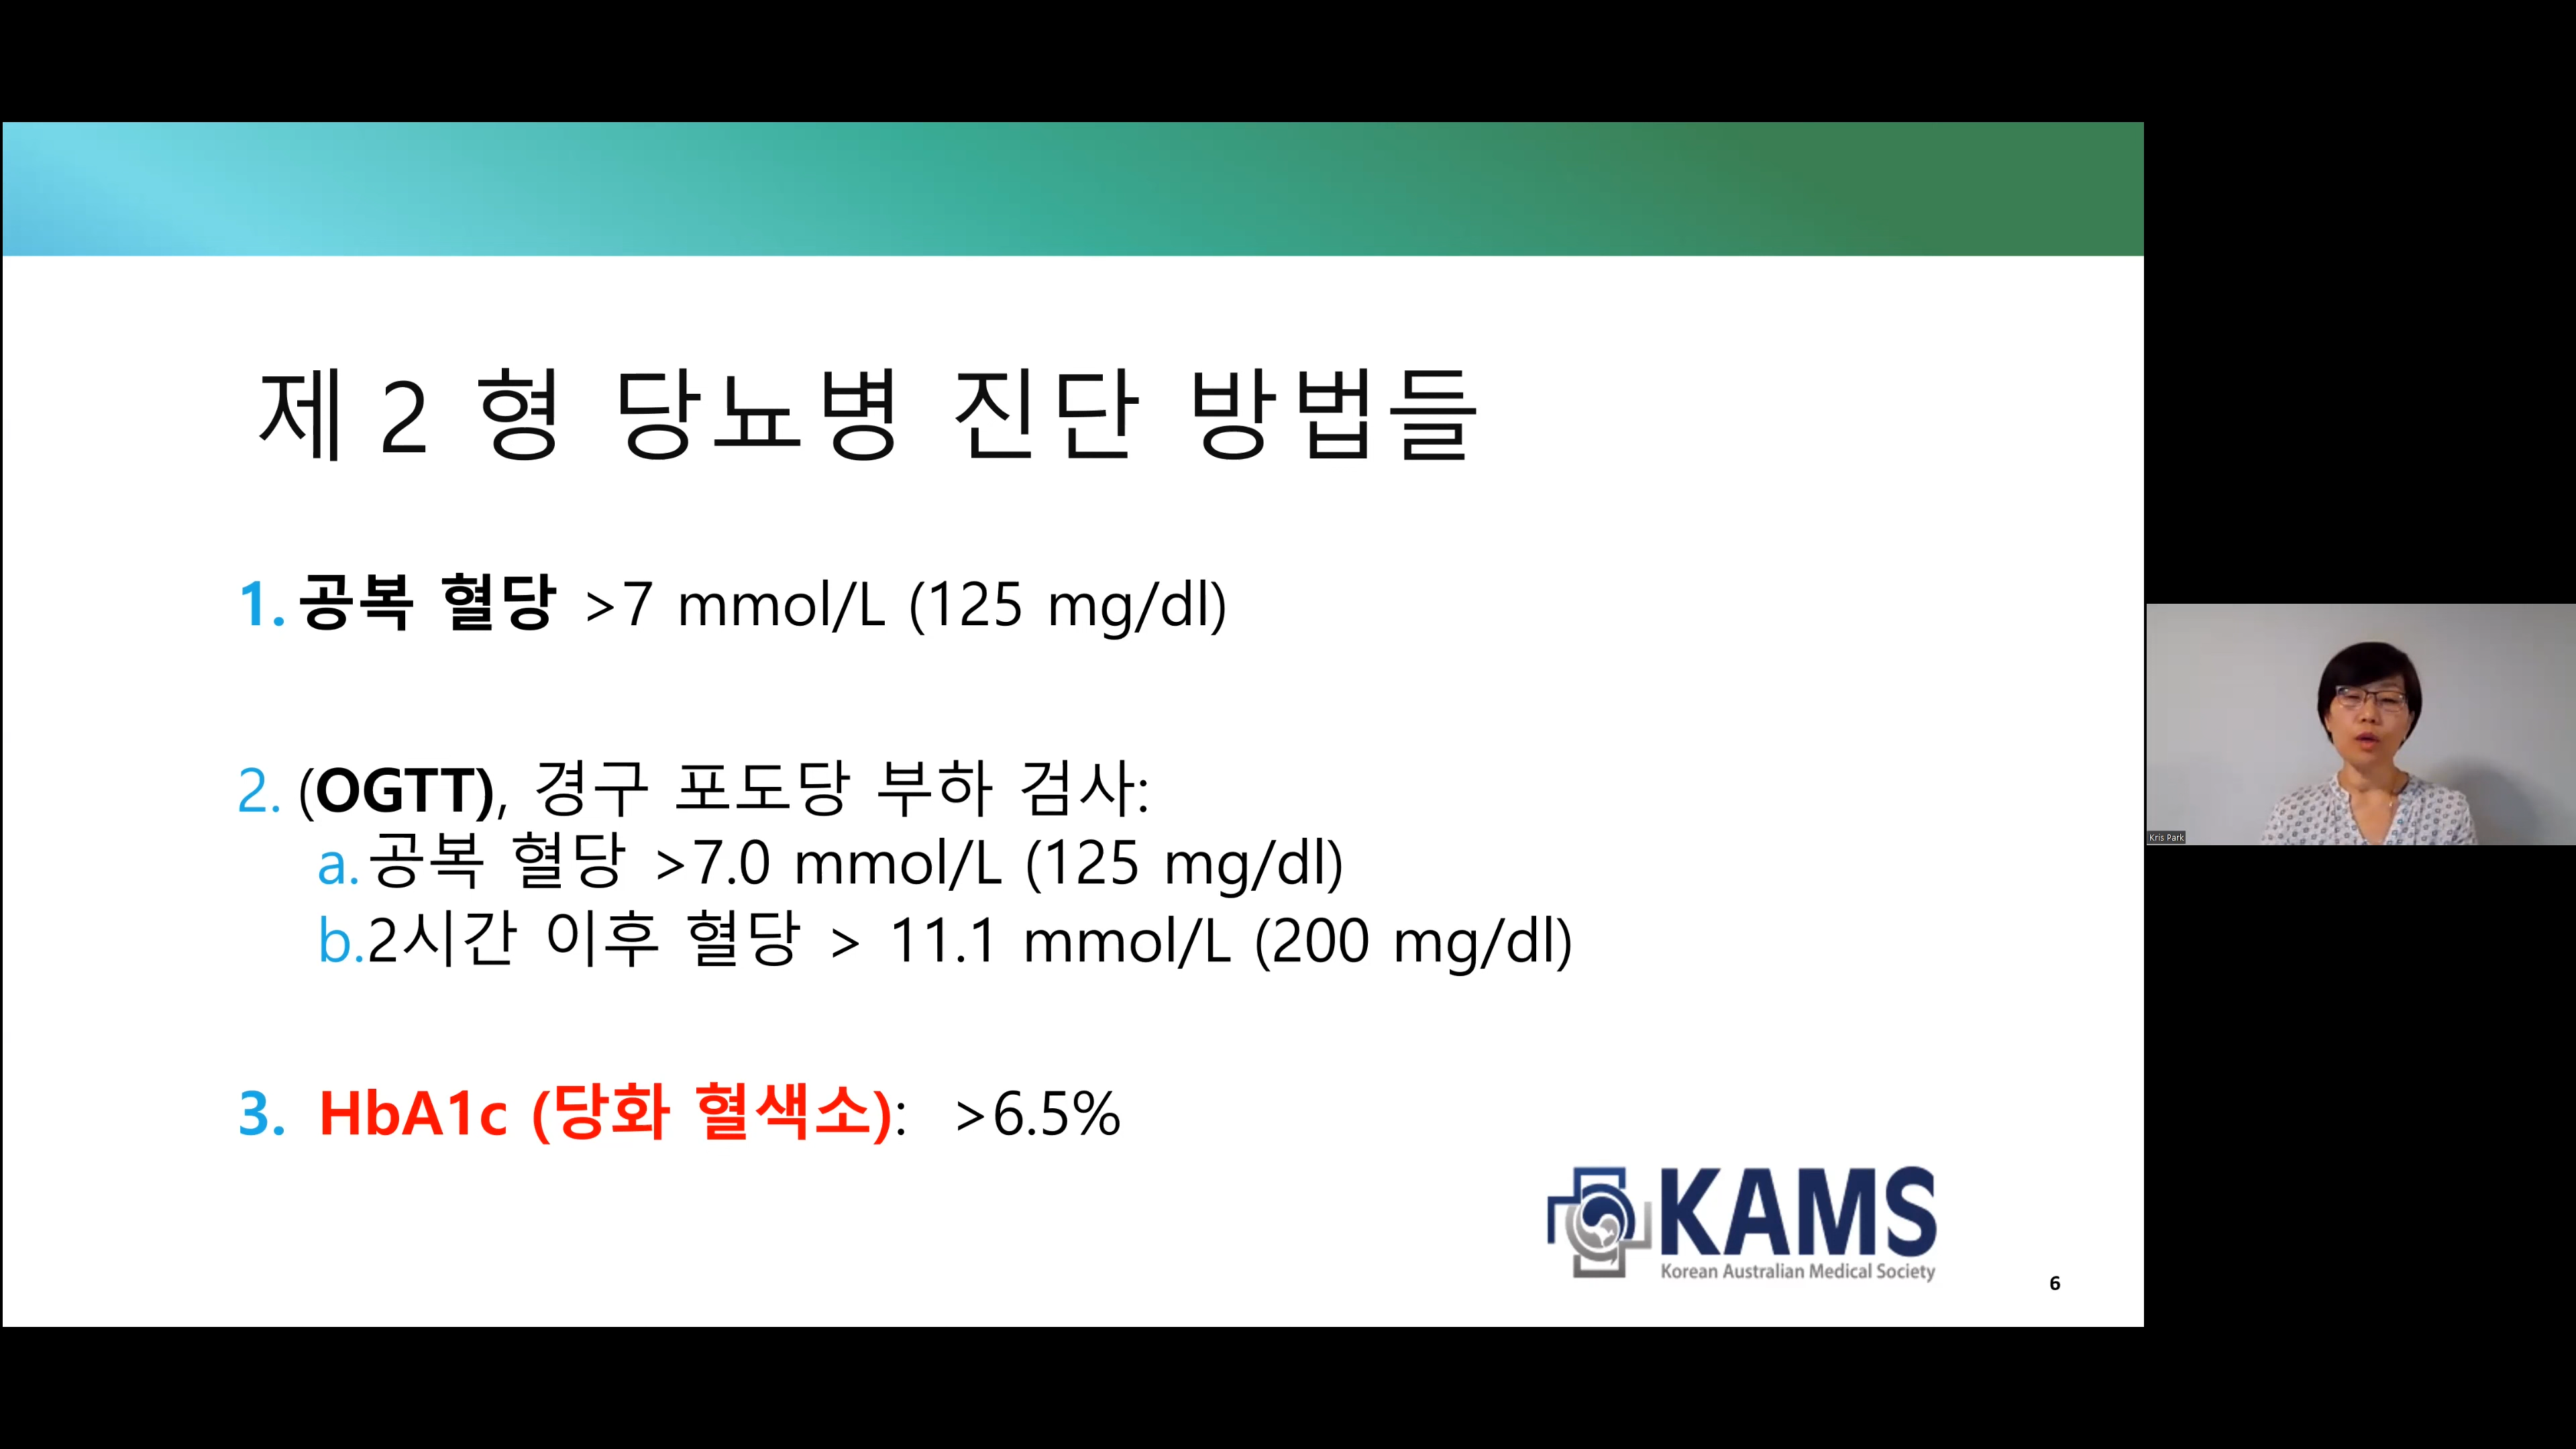 제 2 형 당뇨병 진단 방법들
1. 공복 혈당 >7 mmol/L (125 mg/dl)
2. (OGTT), 경구 포도당 부하 검사:
a. 공복 혈당 >7.0 mmol/L (125 mg/dl)
b.2시간 이후 혈당 > 11.1 mmol/L (200 mg/dl)
3. HbA1c (당화 혈색소): >6.5%
KAMS
Korean Australian Medical Society
6
Kris Park